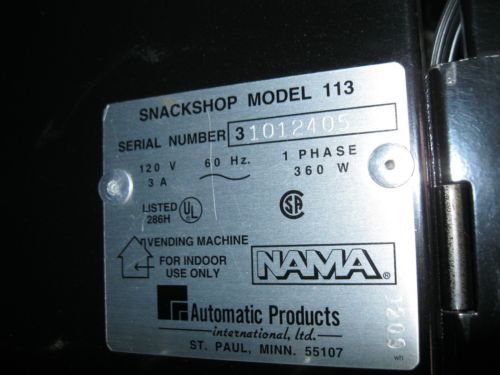 SNACKSHOP MODEL 113
SERIAL NUMBER 31012405
120 V 60 Hz. 1 PHASE
3 A 360 W
LISTED UL ® SA
286H
VENDING MACHINE
FOR INDOOR
USE ONLY
NAMA®
Automatic Products
international, ltd.
ST. PAUL, MINN. 55107